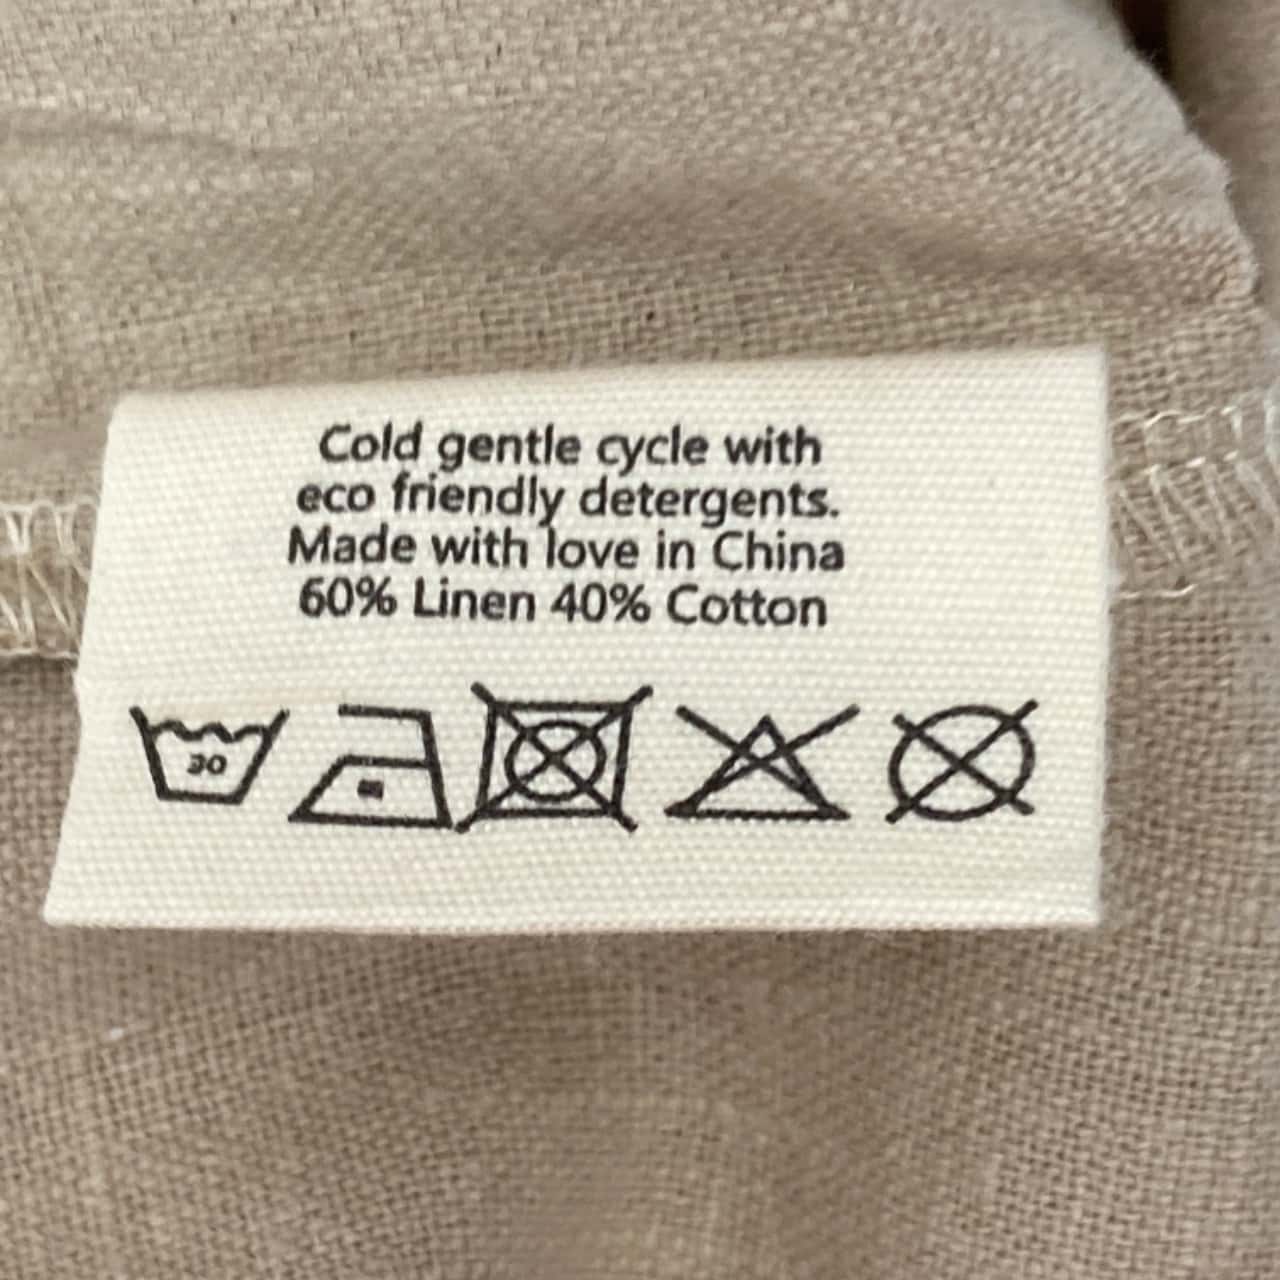 Cold gentle cycle with
eco friendly detergents.
Made with love in China
60% Linen 40% Cotton
30